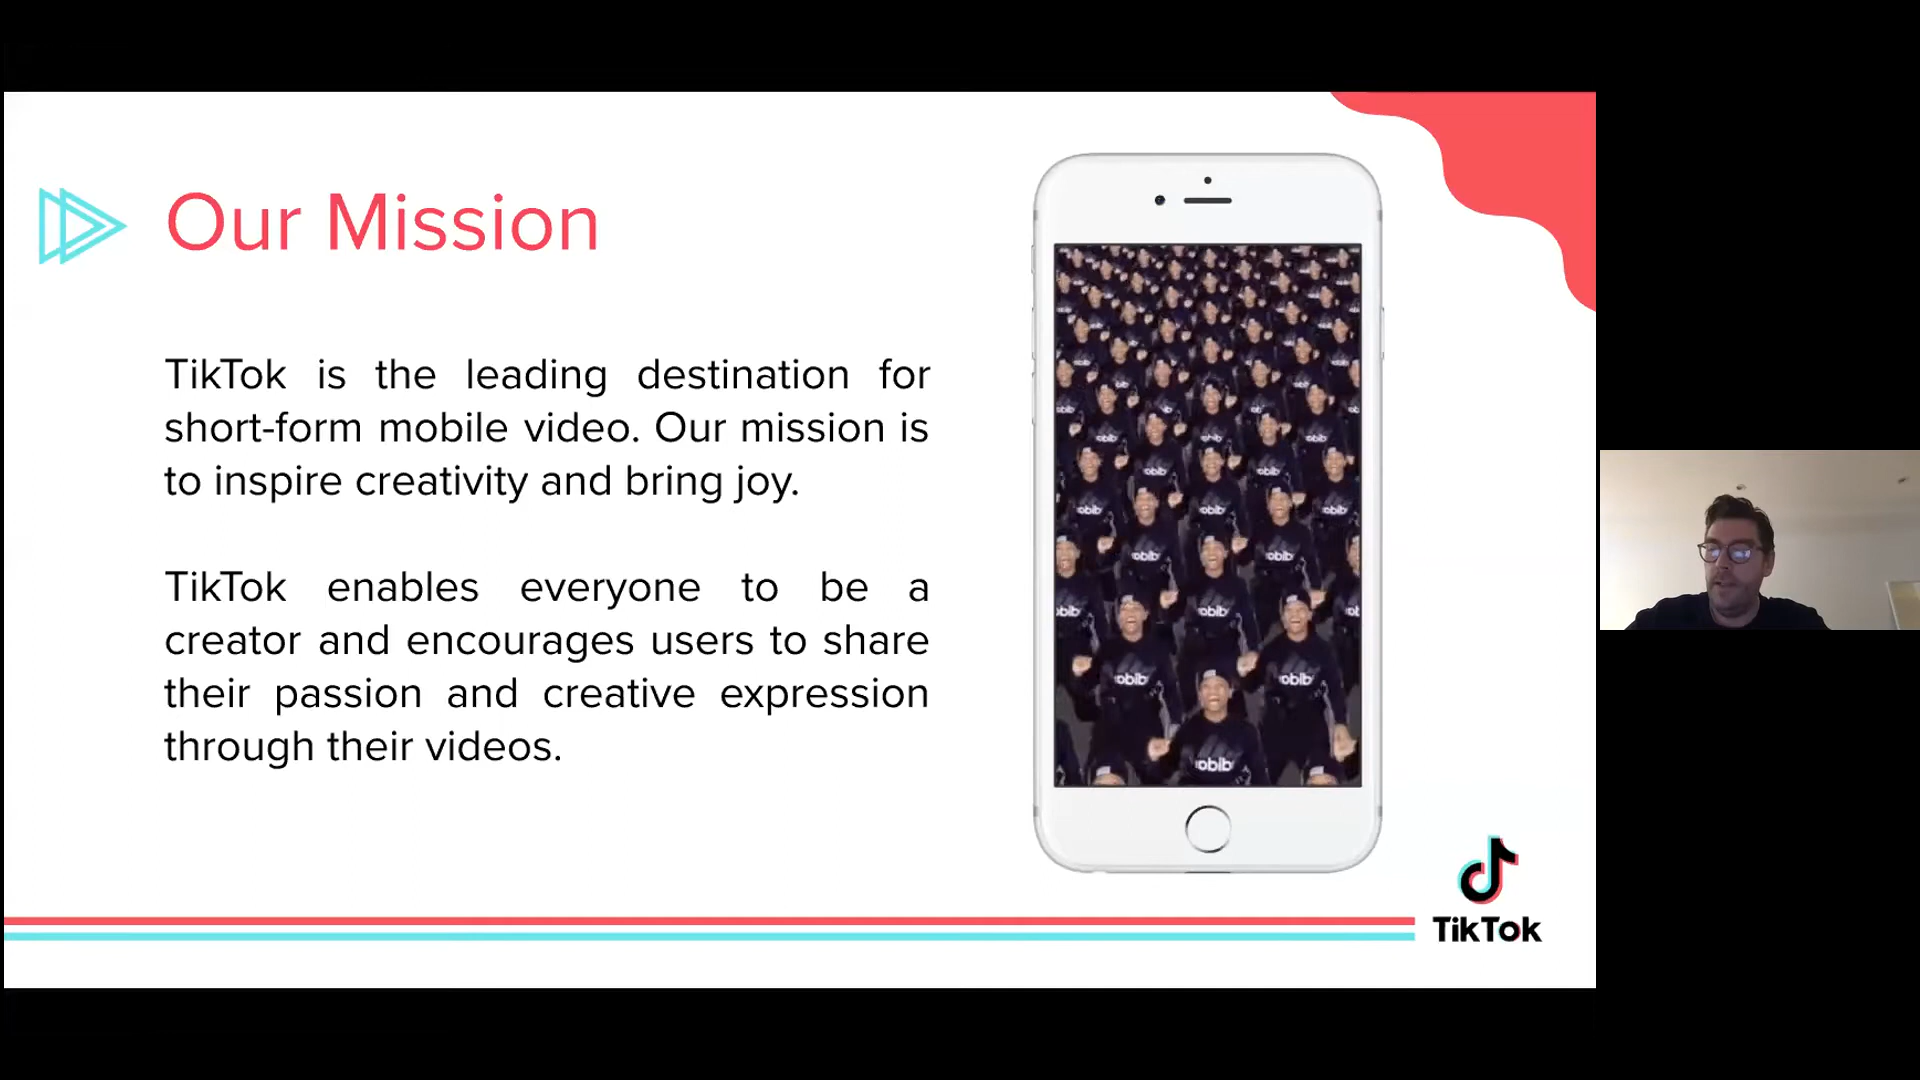 Our Mission
TikTok is the leading destination for
short-form mobile video. Our mission is
to inspire creativity and bring joy.
TikTok enables everyone to be a
creator and encourages users to share
their passion and creative expression
through their videos.
TikTok